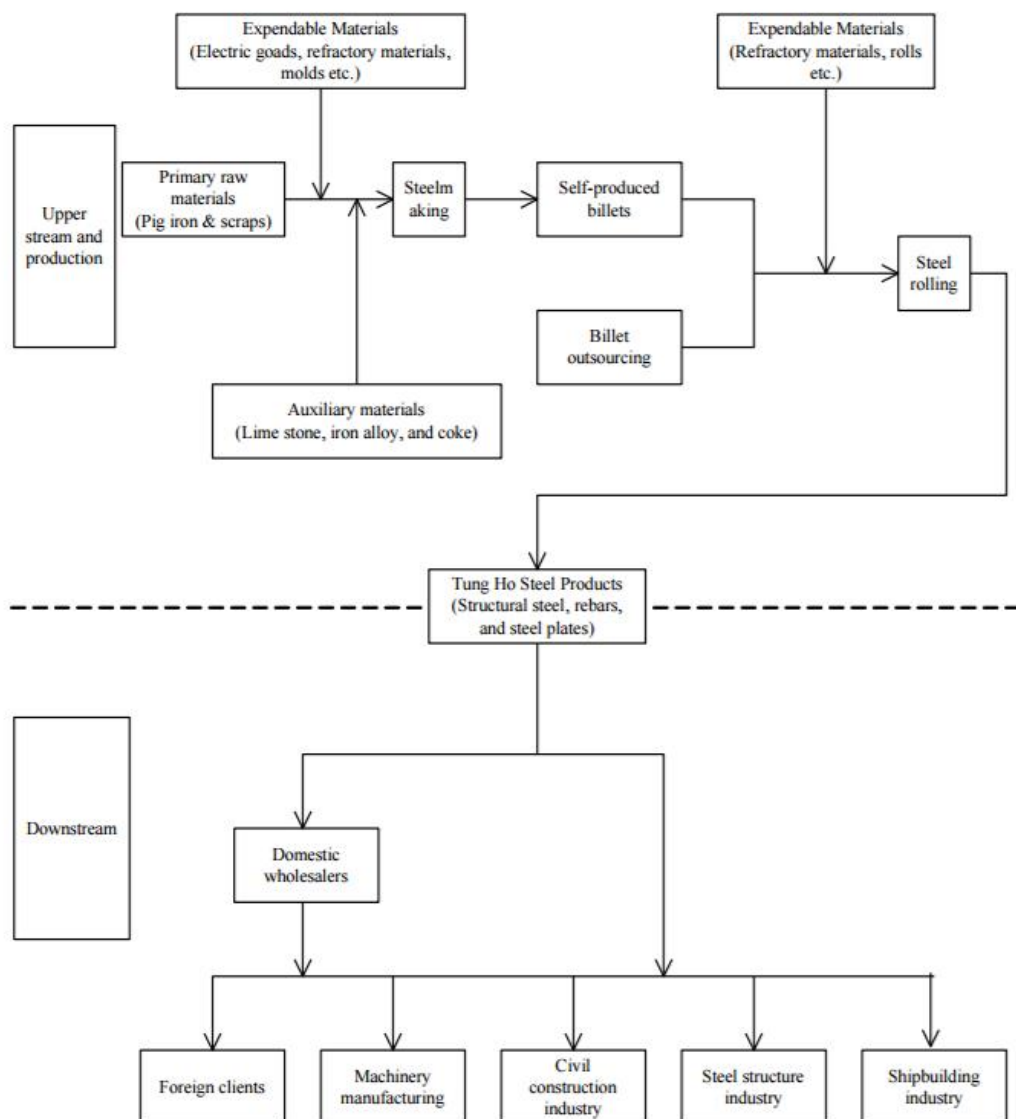 Expendable Materials
(Electric goads, refractory materials,
molds etc.)
Expendable Materials
(Refractory materials, rolls
etc.)
Upper
stream and
production
Primary raw
materials
(Pig iron & scraps)
Steelm
aking
Self-produced
billets
Steel
rolling
Billet
outsourcing
Auxiliary materials
(Lime stone, iron alloy, and coke)
Tung Ho Steel Products
(Structural steel, rebars,
and steel plates)
Downstream
Domestic
wholesalers
Foreign clients
Machinery
manufacturing
Civil
construction
industry
Steel structure
industry
Shipbuilding
industry